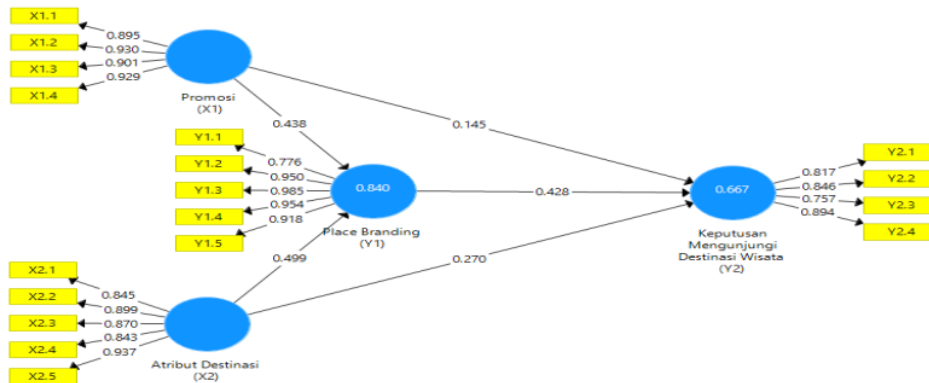 X1.1
X1.2
X1.3
X1.4
0.895
0.930
0.901
0.929
Promosi
(X1)
0.438
0.145
Y1.1
Y1.2
Y1.3
Y1.4
Y1.5
0.776
0.950
0.985
0.954
0.918
0.840
Place Branding
(Y1)
0.428
0.667
Keputusan
Mengunjungi
Destinasi Wisata
(Y2)
0.817
0.846
0.757
0.894
Y2.1
Y2.2
Y2.3
Y2.4
0.499
0.270
X2.1
X2.2
X2.3
X2.4
X2.5
0.845
0.899
0.870
0.843
0.937
Atribut Destinasi
(X2)